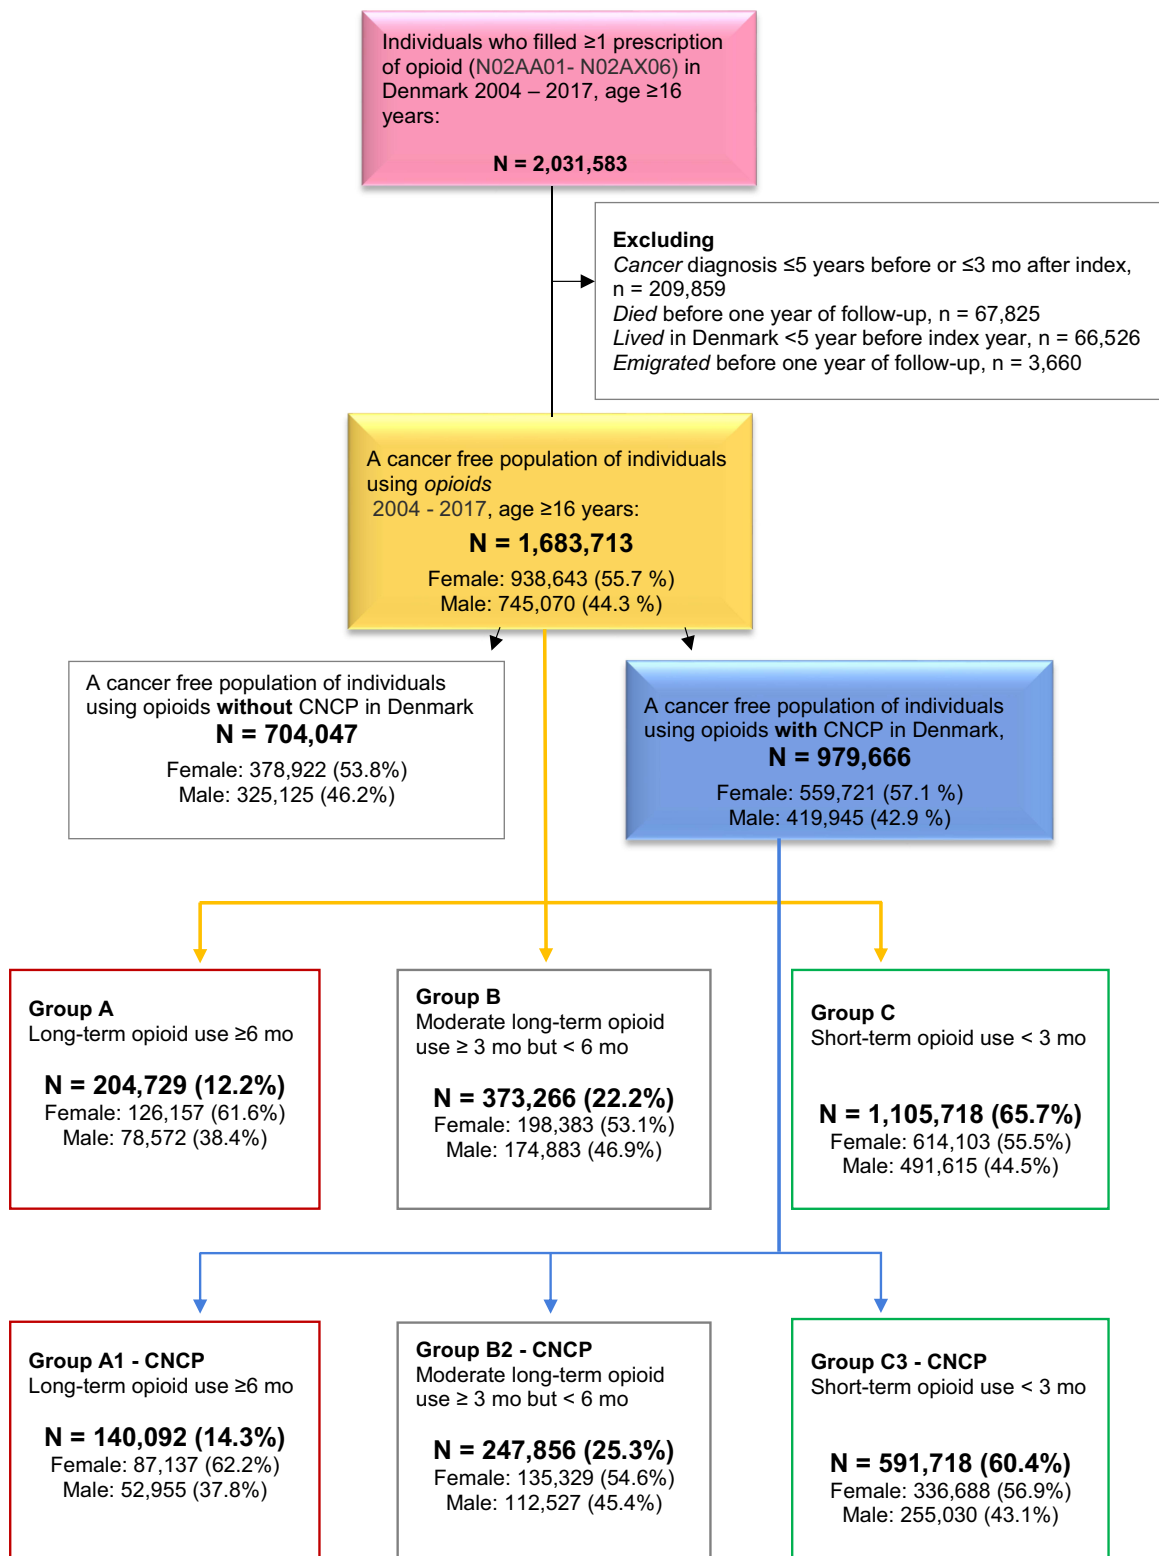 Individuals who filled ≥1 prescription
of opioid (N02AA01- N02AX06) in
Denmark 2004 – 2017, age ≥16
years:
N = 2,031,583
Excluding
Cancer diagnosis ≤5 years before or ≤3 mo after index,
n = 209,859
Died before one year of follow-up, n = 67,825
Lived in Denmark <5 year before index year, n = 66,526
Emigrated before one year of follow-up, n = 3,660
A cancer free population of individuals
using opioids
2004 - 2017, age ≥16 years:
N = 1,683,713
Female: 938,643 (55.7 %)
Male: 745,070 (44.3 %)
A cancer free population of individuals
using opioids without CNCP in Denmark
N = 704,047
Female: 378,922 (53.8%)
Male: 325,125 (46.2%)
A cancer free population of individuals
using opioids with CNCP in Denmark,
N = 979,666
Female: 559,721 (57.1 %)
Male: 419,945 (42.9 %)
Group A
Long-term opioid use ≥6 mo
N = 204,729 (12.2%)
Female: 126,157 (61.6%)
Male: 78,572 (38.4%)
Group B
Moderate long-term opioid
use ≥ 3 mo but < 6 mo
N = 373,266 (22.2%)
Female: 198,383 (53.1%)
Male: 174,883 (46.9%)
Group C
Short-term opioid use < 3 mo
N = 1,105,718 (65.7%)
Female: 614,103 (55.5%)
Male: 491,615 (44.5%)
Group A1 - CNCP
Long-term opioid use ≥6 mo
N = 140,092 (14.3%)
Female: 87,137 (62.2%)
Male: 52,955 (37.8%)
Group B2 - CNCP
Moderate long-term opioid
use ≥ 3 mo but < 6 mo
N = 247,856 (25.3%)
Female: 135,329 (54.6%)
Male: 112,527 (45.4%)
Group C3 - CNCP
Short-term opioid use < 3 mo
N = 591,718 (60.4%)
Female: 336,688 (56.9%)
Male: 255,030 (43.1%)